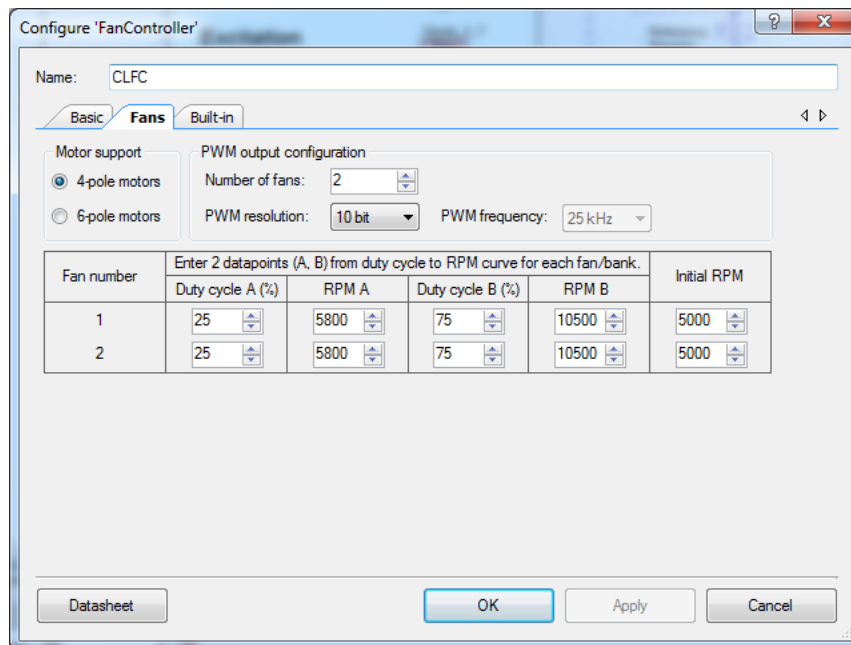 Configure 'FanController'
Name: CLFC
Basic Fans Built-in
Motor support PWM output configuration
4-pole motors Number of fans: 2
6-pole motors PWM resolution: 10 bit PWM frequency: 25 kHz
Fan number Enter 2 datapoints (A, B) from duty cycle to RPM curve for each fan/bank. Initial RPM
Duty cycle A (%) RPM A Duty cycle B (%) RPM B
1 25 5800 75 10500 5000
2 25 5800 75 10500 5000
Datasheet OK Apply Cancel